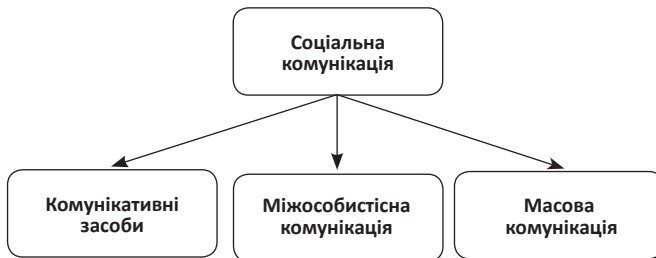 Соціальна
комунікація
Комунікативні
засоби
Міжособистісна
комунікація
Масова
комунікація